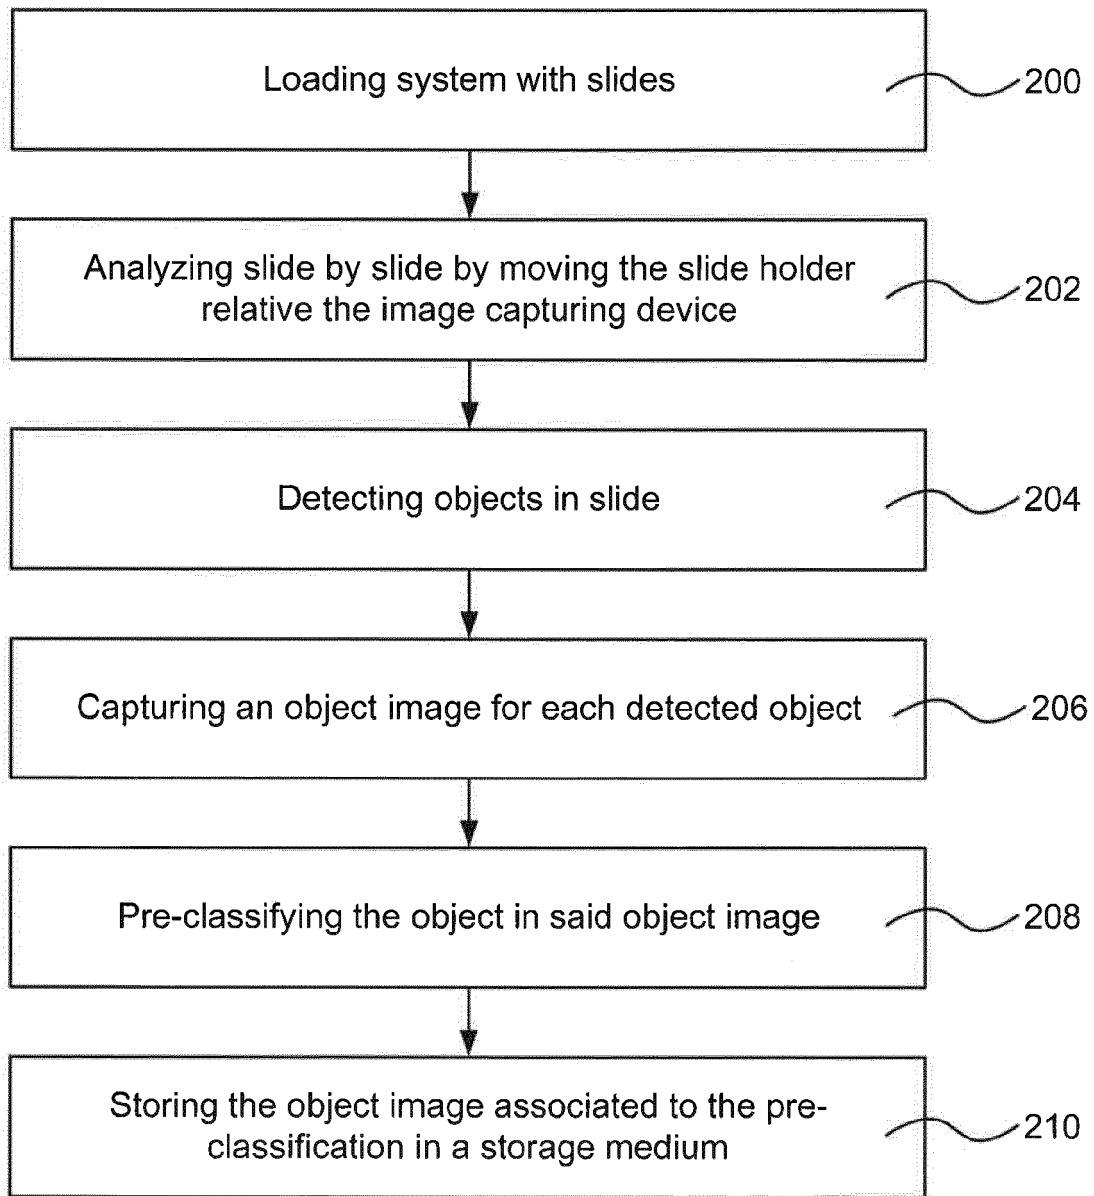 Loading system with slides
200
Analyzing slide by slide by moving the slide holder
relative the image capturing device
202
Detecting objects in slide
204
Capturing an object image for each detected object
206
Pre-classifying the object in said object image
208
Storing the object image associated to the pre-
classification in a storage medium
210